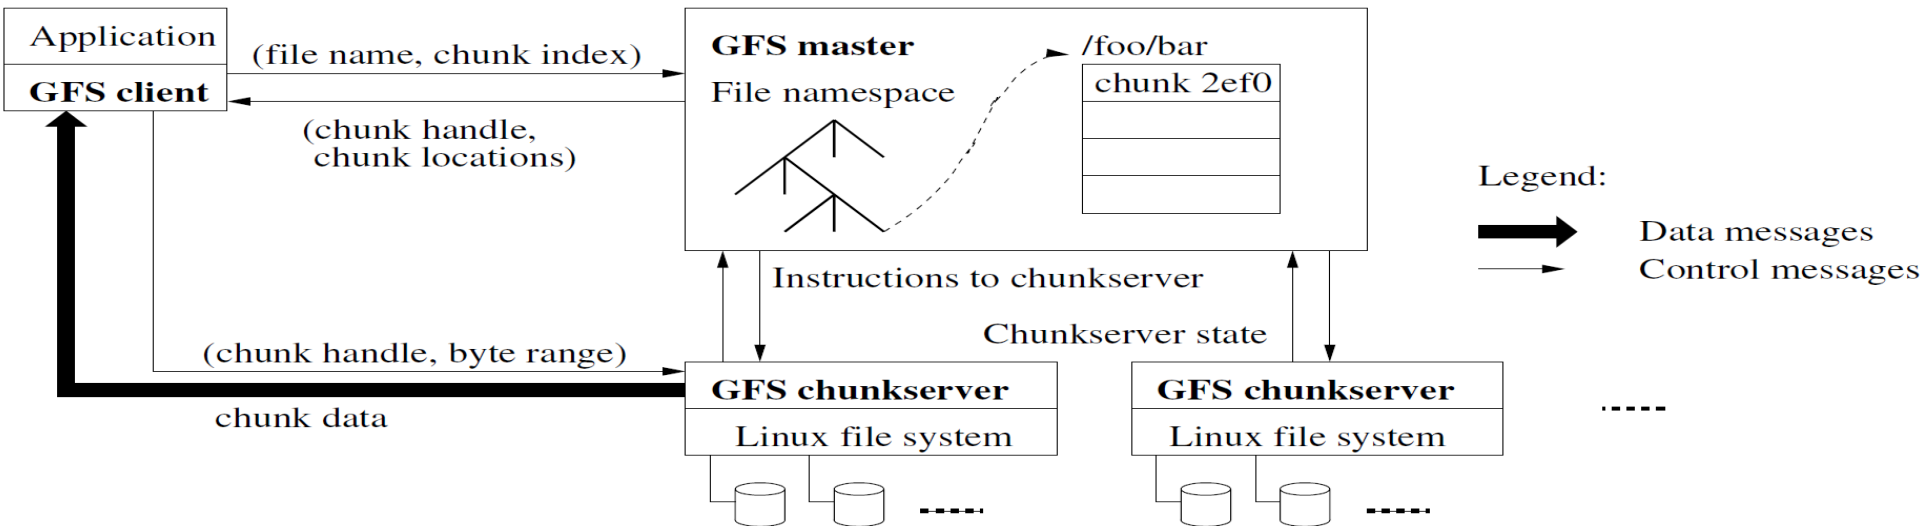 Application
GFS client
(file name, chunk index)
(chunk handle,
chunk locations)
GFS master
File namespace
/foo/bar
chunk 2ef0
Legend:
Data messages
Control messages
Instructions to chunkserver
Chunkserver state
(chunk handle, byte range)
chunk data
GFS chunkserver
Linux file system
GFS chunkserver
Linux file system